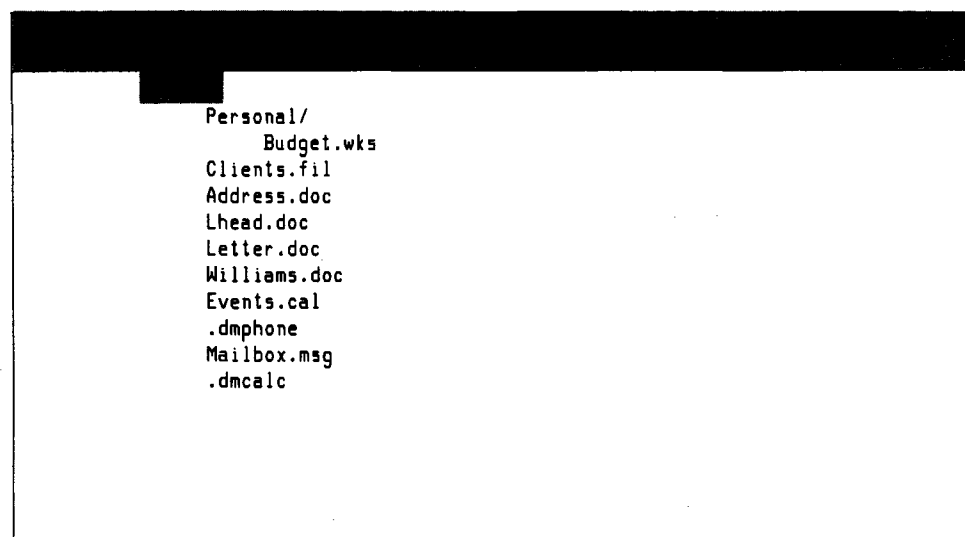 Personal/
Budget.wks
Clients.fil
Address.doc
Lhead.doc
Letter.doc
Williams.doc
Events.cal
.dmphone
Mailbox.msg
.dmcalc